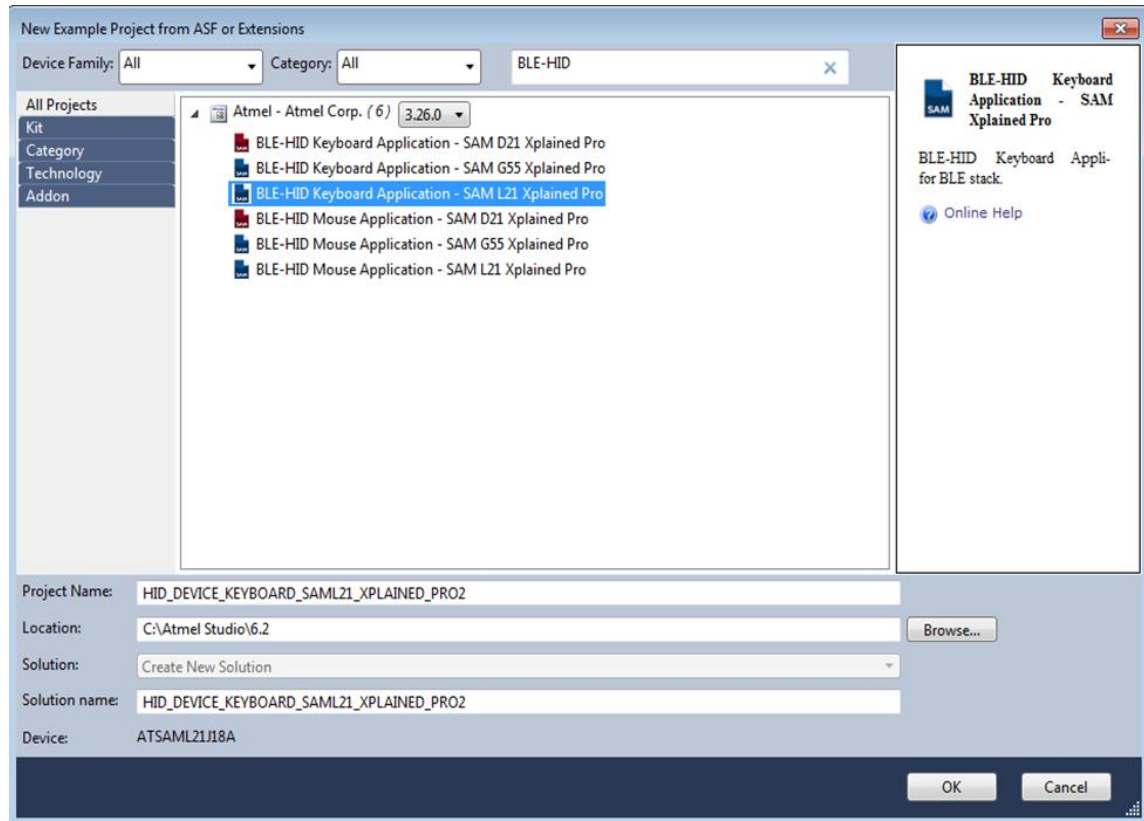 New Example Project from ASF or Extensions
Device Family: All Category: All BLE-HID
All Projects
Kit
Category
Technology
Addon
Atmel - Atmel Corp. (6) 3.26.0
BLE-HID Keyboard Application - SAM D21 Xplained Pro
BLE-HID Keyboard Application - SAM G55 Xplained Pro
BLE-HID Keyboard Application - SAM L21 Xplained Pro
BLE-HID Mouse Application - SAM D21 Xplained Pro
BLE-HID Mouse Application - SAM G55 Xplained Pro
BLE-HID Mouse Application - SAM L21 Xplained Pro
SAM
BLE-HID Keyboard
Application - SAM
Xplained Pro
BLE-HID Keyboard Appli-
for BLE stack.
Online Help
Project Name: HID_DEVICE_KEYBOARD_SAML21_XPLAINED_PRO2
Location: C:\Atmel Studio\6.2 Browse...
Solution: Create New Solution
Solution name: HID_DEVICE_KEYBOARD_SAML21_XPLAINED_PRO2
Device: ATSAML21J18A
OK Cancel